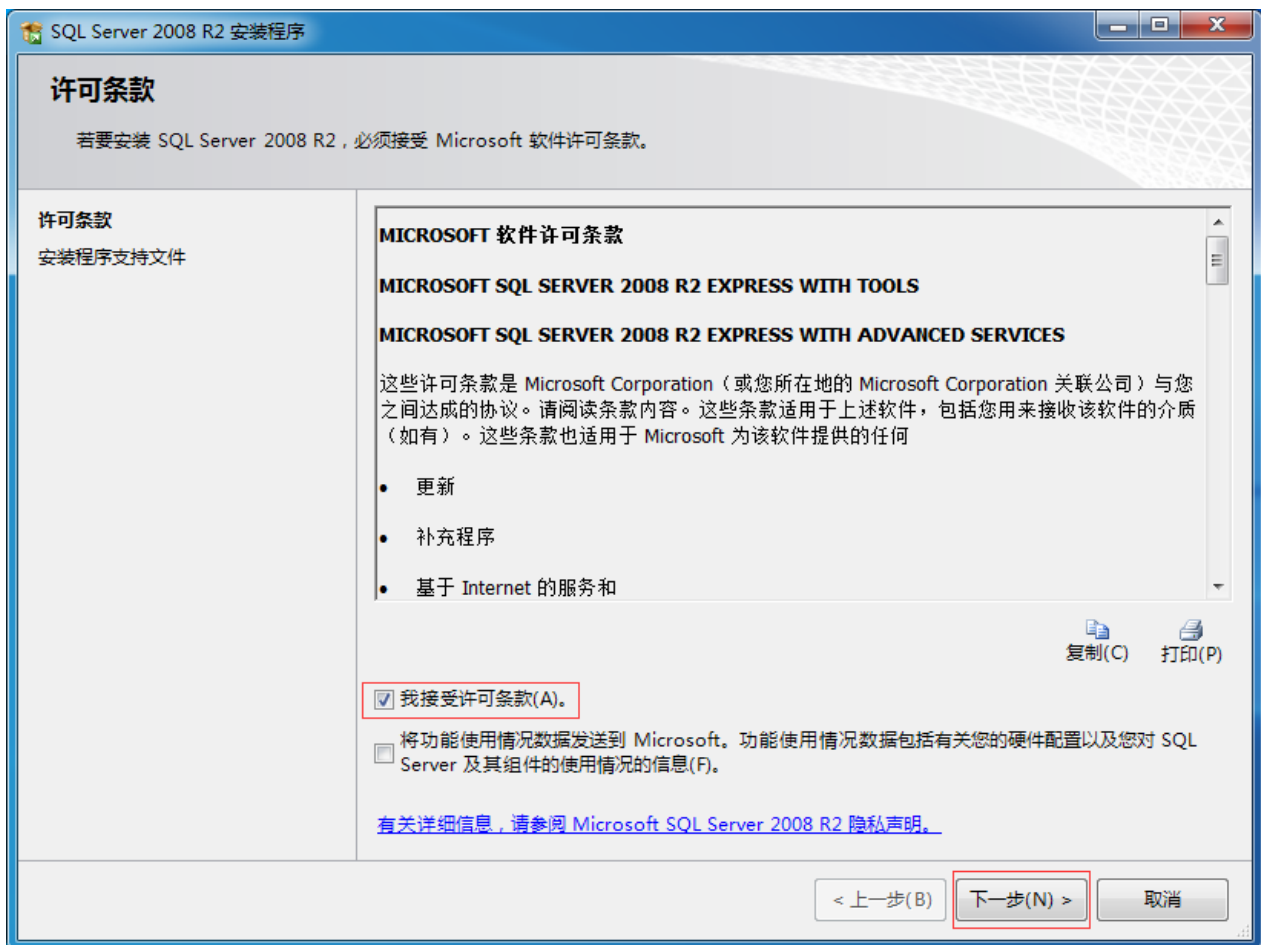 SQL Server 2008 R2 安装程序
许可条款
若要安装 SQL Server 2008 R2，必须接受 Microsoft 软件许可条款。
许可条款
安装程序支持文件
MICROSOFT 软件许可条款
MICROSOFT SQL SERVER 2008 R2 EXPRESS WITH TOOLS
MICROSOFT SQL SERVER 2008 R2 EXPRESS WITH ADVANCED SERVICES
这些许可条款是 Microsoft Corporation（或您所在地的 Microsoft Corporation 关联公司）与您
之间达成的协议。请阅读条款内容。这些条款适用于上述软件，包括您用来接收该软件的介质
（如有）。这些条款也适用于 Microsoft 为该软件提供的任何
• 更新
• 补充程序
• 基于 Internet 的服务和
复制(C) 打印(P)
我接受许可条款(A)。
将功能使用情况数据发送到 Microsoft。功能使用情况数据包括有关您的硬件配置以及您对 SQL
Server 及其组件的使用情况的信息(F)。
有关详细信息，请参阅 Microsoft SQL Server 2008 R2 隐私声明。
< 上一步(B) 下一步(N) > 取消